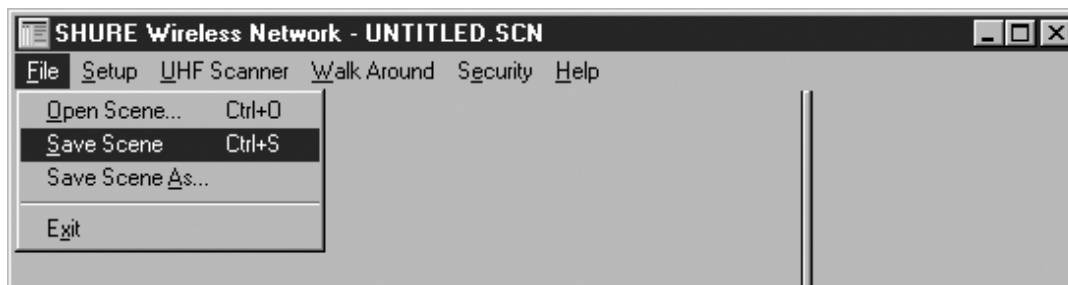 SHURE Wireless Network - UNTITLED.SCN
File Setup UHF Scanner Walk Around Security Help
Open Scene... Ctrl+O
Save Scene Ctrl+S
Save Scene As...
Exit